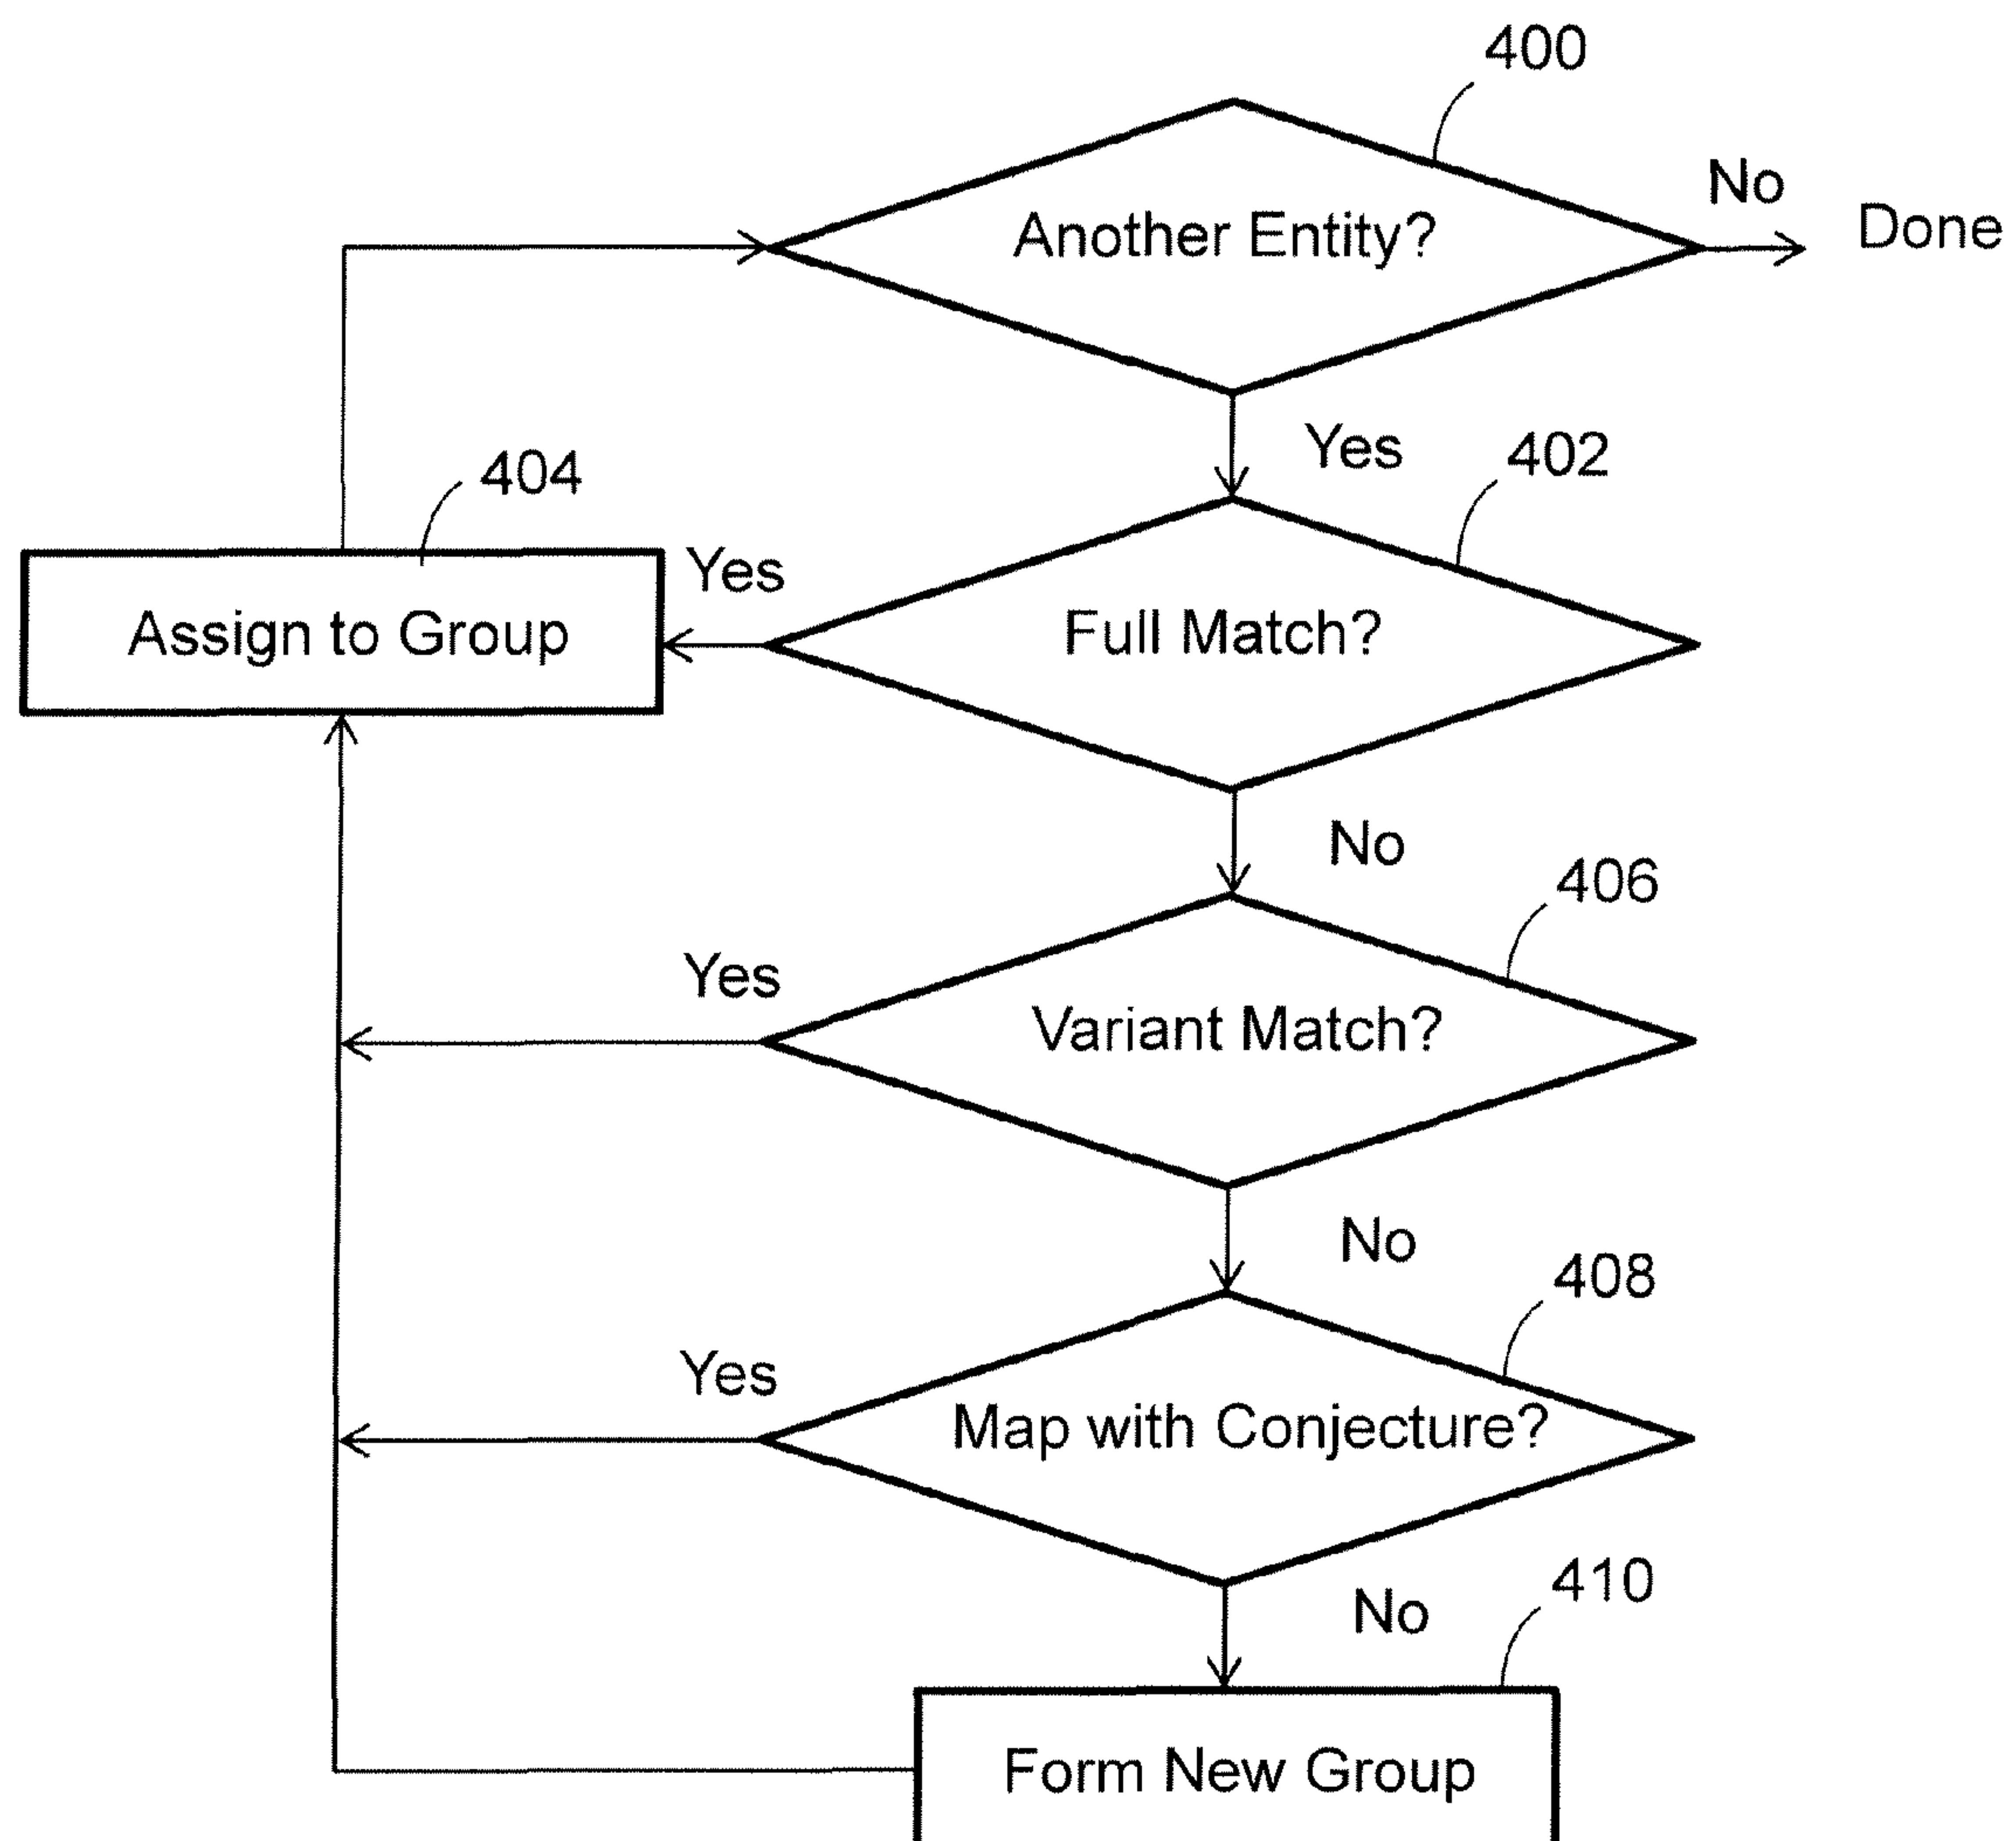 400
No
Another Entity?
Done
Yes
402
404
Yes
Assign to Group
Full Match?
No
406
Yes
Variant Match?
No
408
Yes
Map with Conjecture?
410
No
Form New Group